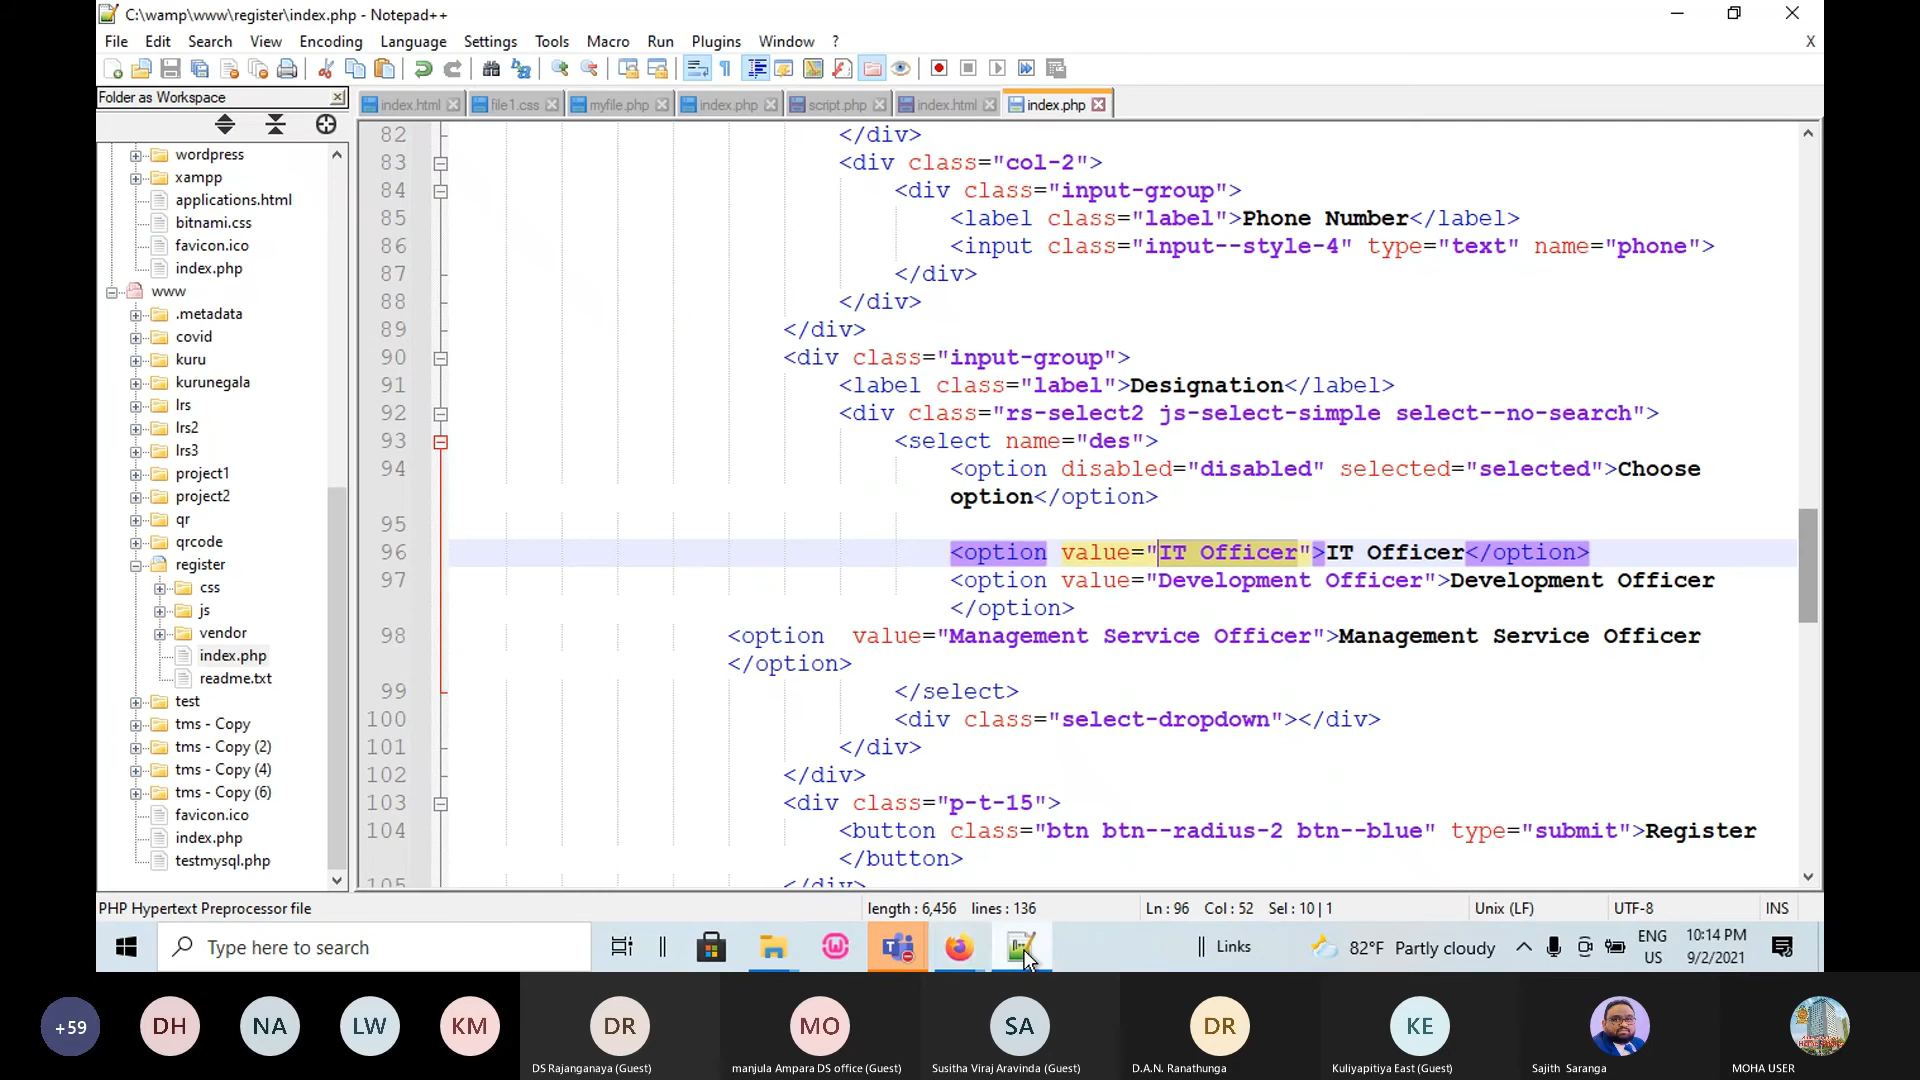 C:\wamp\www\register\index.php - Notepad++
File Edit Search View Encoding Language Settings Tools Macro Run Plugins Window ? X
Folder as Workspace
index.html file1.css myfile.php index.php script.php index.html index.php
wordpress
xampp
applications.html
bitnami.css
favicon.ico
index.php
www
.metadata
covid
kuru
kurunegala
lrs
lrs2
lrs3
project1
project2
qr
qrcode
register
css
js
vendor
index.php
readme.txt
test
tms - Copy
tms - Copy (2)
tms - Copy (4)
tms - Copy (6)
favicon.ico
index.php
testmysql.php
82 </div>
83 <div class="col-2">
84 <div class="input-group">
85 <label class="label">Phone Number</label>
86 <input class="input--style-4" type="text" name="phone">
87 </div>
88 </div>
89 </div>
90 <div class="input-group">
91 <label class="label">Designation</label>
92 <div class="rs-select2 js-select-simple select--no-search">
93 <select name="des">
94 <option disabled="disabled" selected="selected">Choose
option</option>
95
96 <option value="IT Officer">IT Officer</option>
97 <option value="Development Officer">Development Officer
</option>
98 <option value="Management Service Officer">Management Service Officer
</option>
99 </select>
100 <div class="select-dropdown"></div>
101 </div>
102 </div>
103 <div class="p-t-15">
104 <button class="btn btn--radius-2 btn--blue" type="submit">Register
</button>
105 </div>
PHP Hypertext Preprocessor file length : 6,456 lines : 136 Ln : 96 Col : 52 Sel : 10 | 1 Unix (LF) UTF-8 INS
Type here to search Links 82°F Partly cloudy ENG US 10:14 PM 9/2/2021
+59 DH NA LW KM DR MO SA DR KE
DS Rajanganaya (Guest) manjula Ampara DS office (Guest) Susitha Viraj Aravinda (Guest) D.A.N. Ranathunga Kuliyapitiya East (Guest) Sajith Saranga MOHA USER